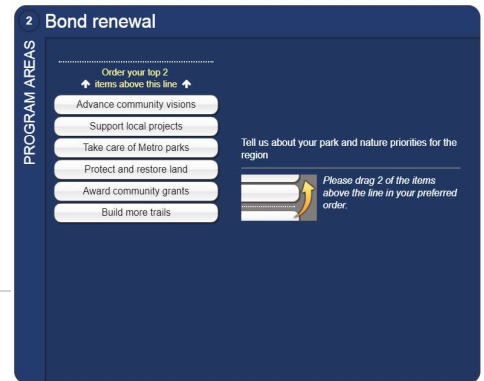 2 Bond renewal
PROGRAM AREAS
Order your top 2
items above this line
Advance community visions
Support local projects
Take care of Metro parks
Protect and restore land
Award community grants
Build more trails
Tell us about your park and nature priorities for the
region
Please drag 2 of the items
above the line in your preferred
order.